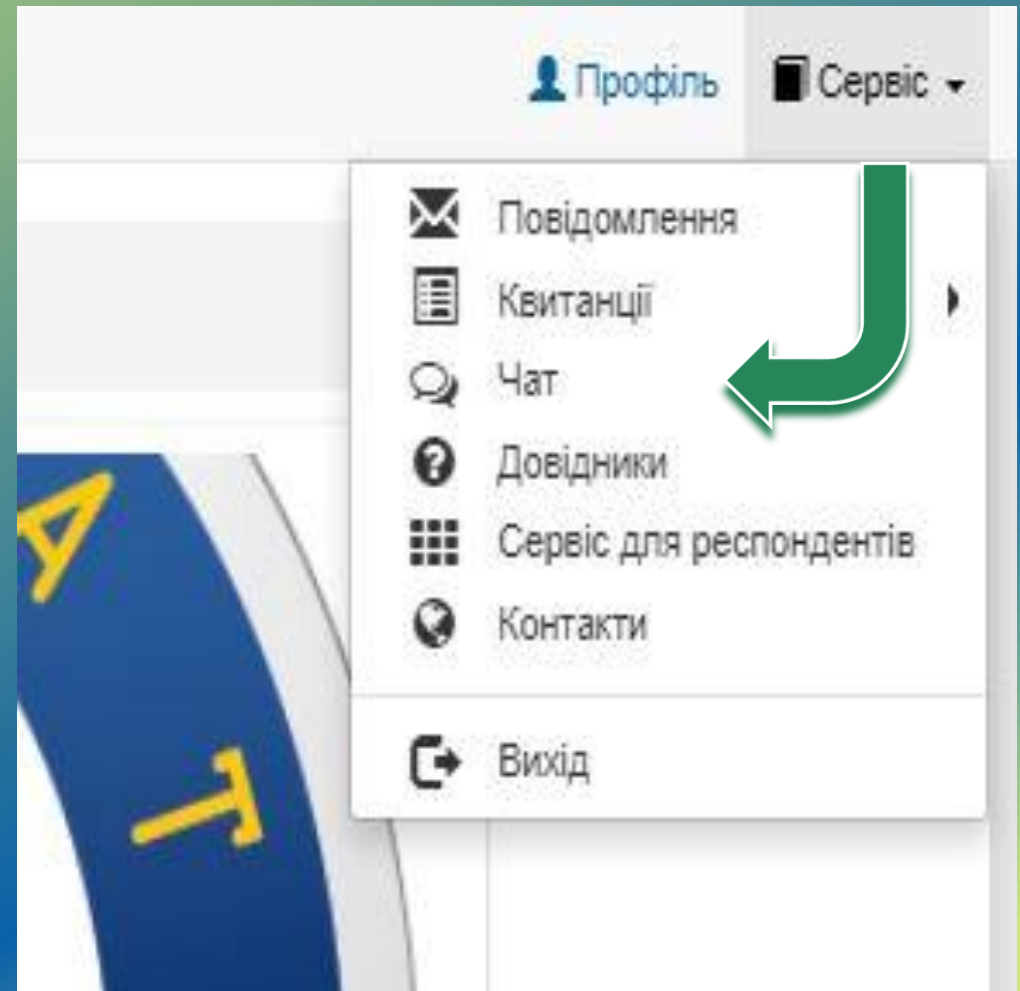 Профіль Сервіс
Повідомлення
Квитанції
Чат
Довідники
Сервіс для респондентів
Контакти
А
Т
Вихід